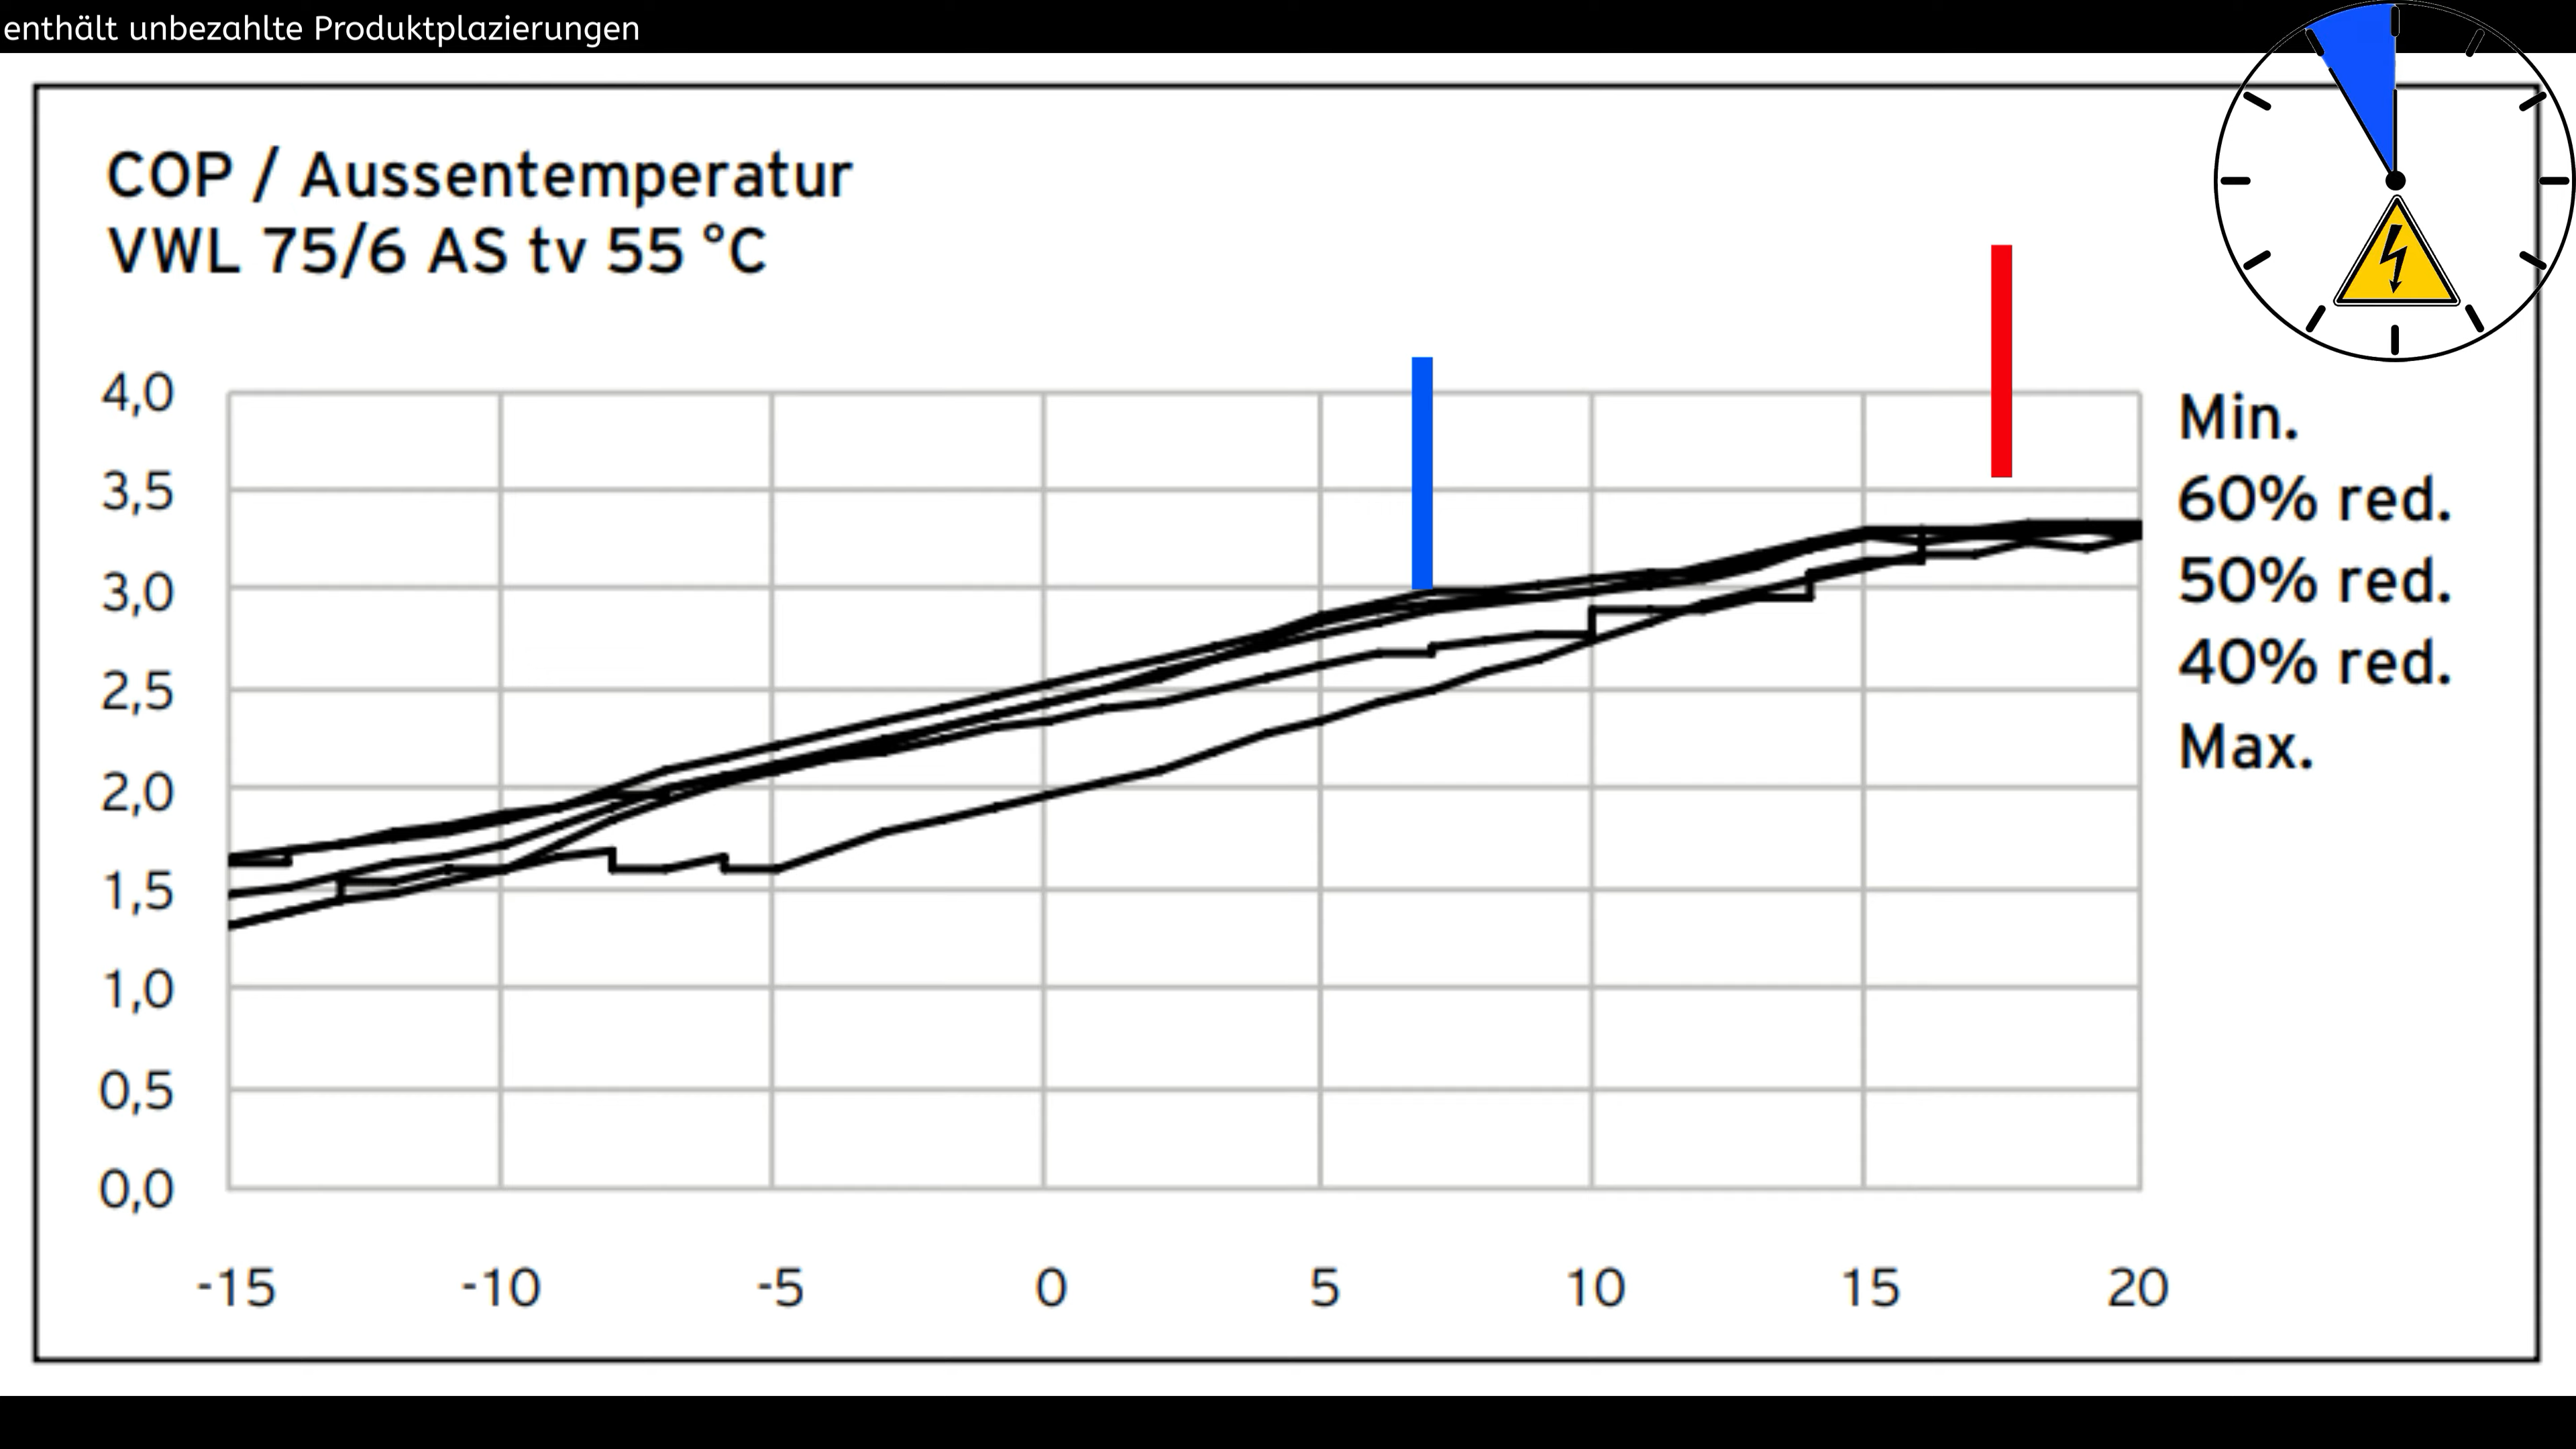 enthält unbezahlte Produktplazierungen
COP / Aussentemperatur
VWL 75/6 AS tv 55 °C
4,0
3,5
3,0
2,5
2,0
1,5
1,0
0,5
0,0
-15 -10 -5 0 5 10 15 20
Min.
60% red.
50% red.
40% red.
Max.